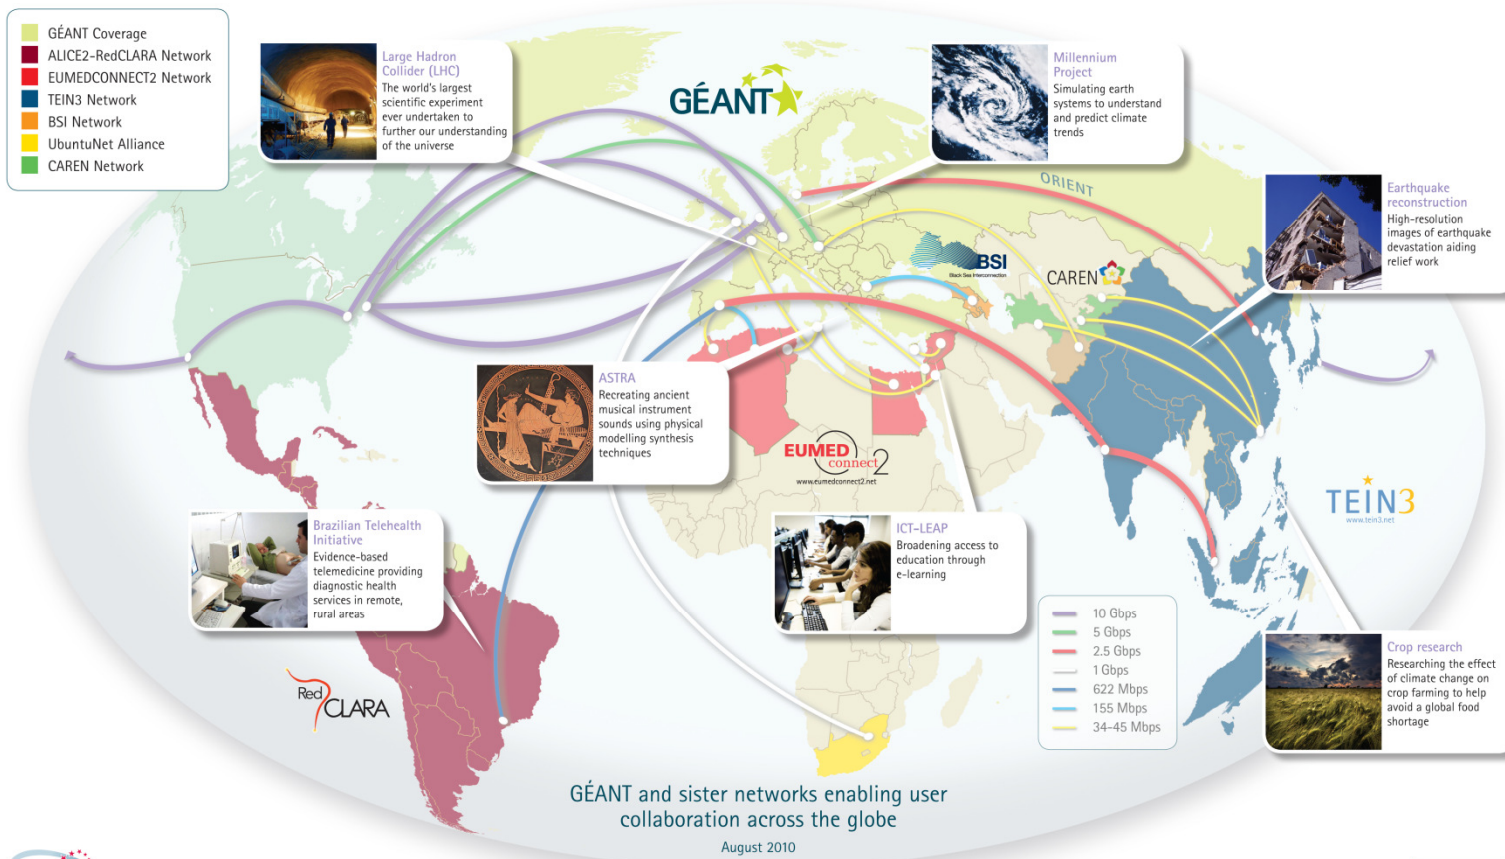 GÉANT Coverage
ALICE2-RedCLARA Network
EUMEDCONNECT2 Network
TEIN3 Network
BSI Network
UbuntuNet Alliance
CAREN Network
Large Hadron
Collider (LHC)
The world's largest
scientific experiment
ever undertaken to
further our understanding
of the universe
GÉANT
Millennium
Project
Simulating earth
systems to understand
and predict climate
trends
ORIENT
Earthquake
reconstruction
High-resolution
images of earthquake
devastation aiding
relief work
BSI
Black Sea Interconnection
CAREN
ASTRA
Recreating ancient
musical instrument
sounds using physical
modelling synthesis
techniques
EUMED
connect2
www.eumedconnect2.net
TEIN3
www.tein3.net
Brazilian Telehealth
Initiative
Evidence-based
telemedicine providing
diagnostic health
services in remote,
rural areas
ICT-LEAP
Broadening access to
education through
e-learning
10 Gbps
5 Gbps
2.5 Gbps
1 Gbps
622 Mbps
155 Mbps
34-45 Mbps
Crop research
Researching the effect
of climate change on
crop farming to help
avoid a global food
shortage
Red
CLARA
GÉANT and sister networks enabling user
collaboration across the globe
August 2010